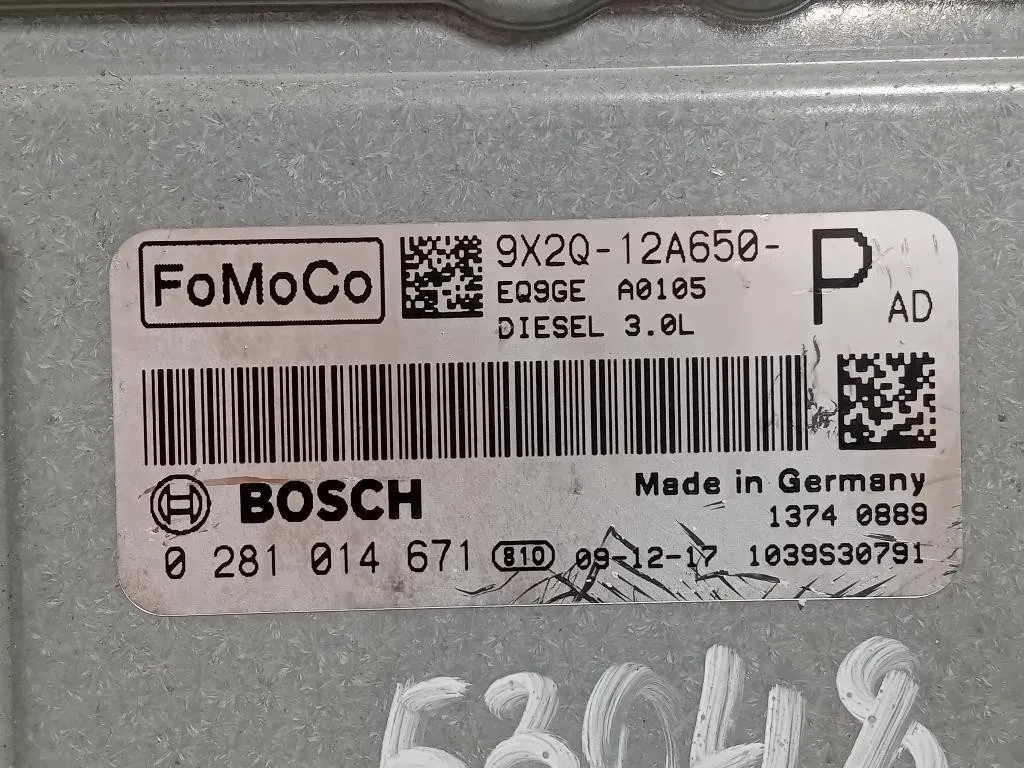 FoMoCo
9X2Q-12A650-
P
AD
EQ9GE A0105
DIESEL 3.0L
BOSCH
Made in Germany
1374 0889
0 281 014 671 810 09-12-17 1039S30791